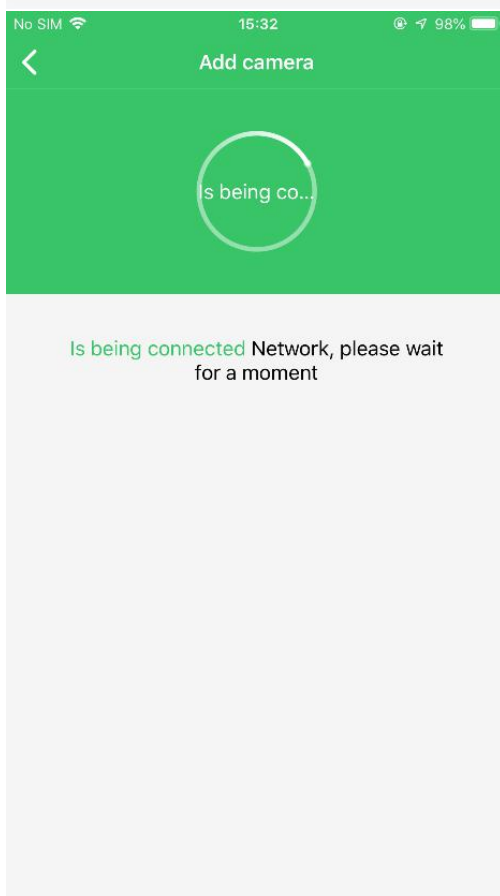 No SIM 15:32 98%
Add camera
Is being co...
Is being connected Network, please wait
for a moment